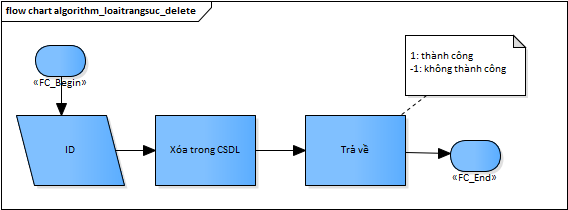 flow chart algorithm_loaitrangsuc_delete
1: thành công
-1: không thành công
«FC_Begin»
ID
Xóa trong CSDL
Trả về
«FC_End»